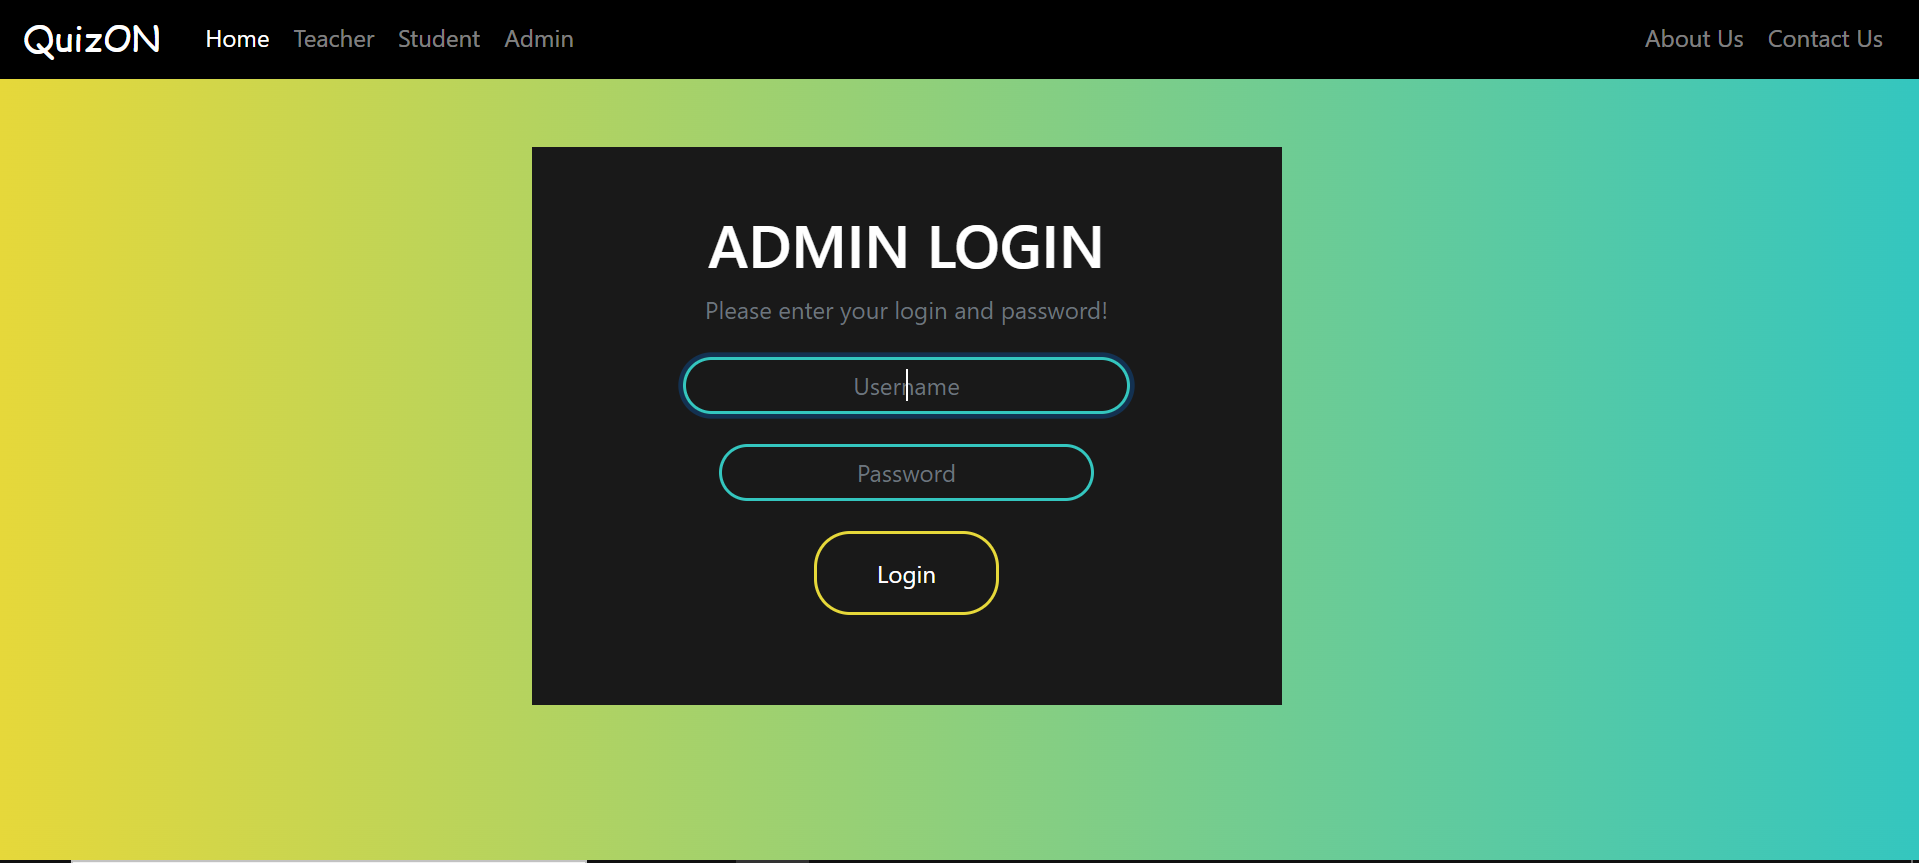 QuizON Home Teacher Student Admin About Us Contact Us
ADMIN LOGIN
Please enter your login and password!
Username
Password
Login